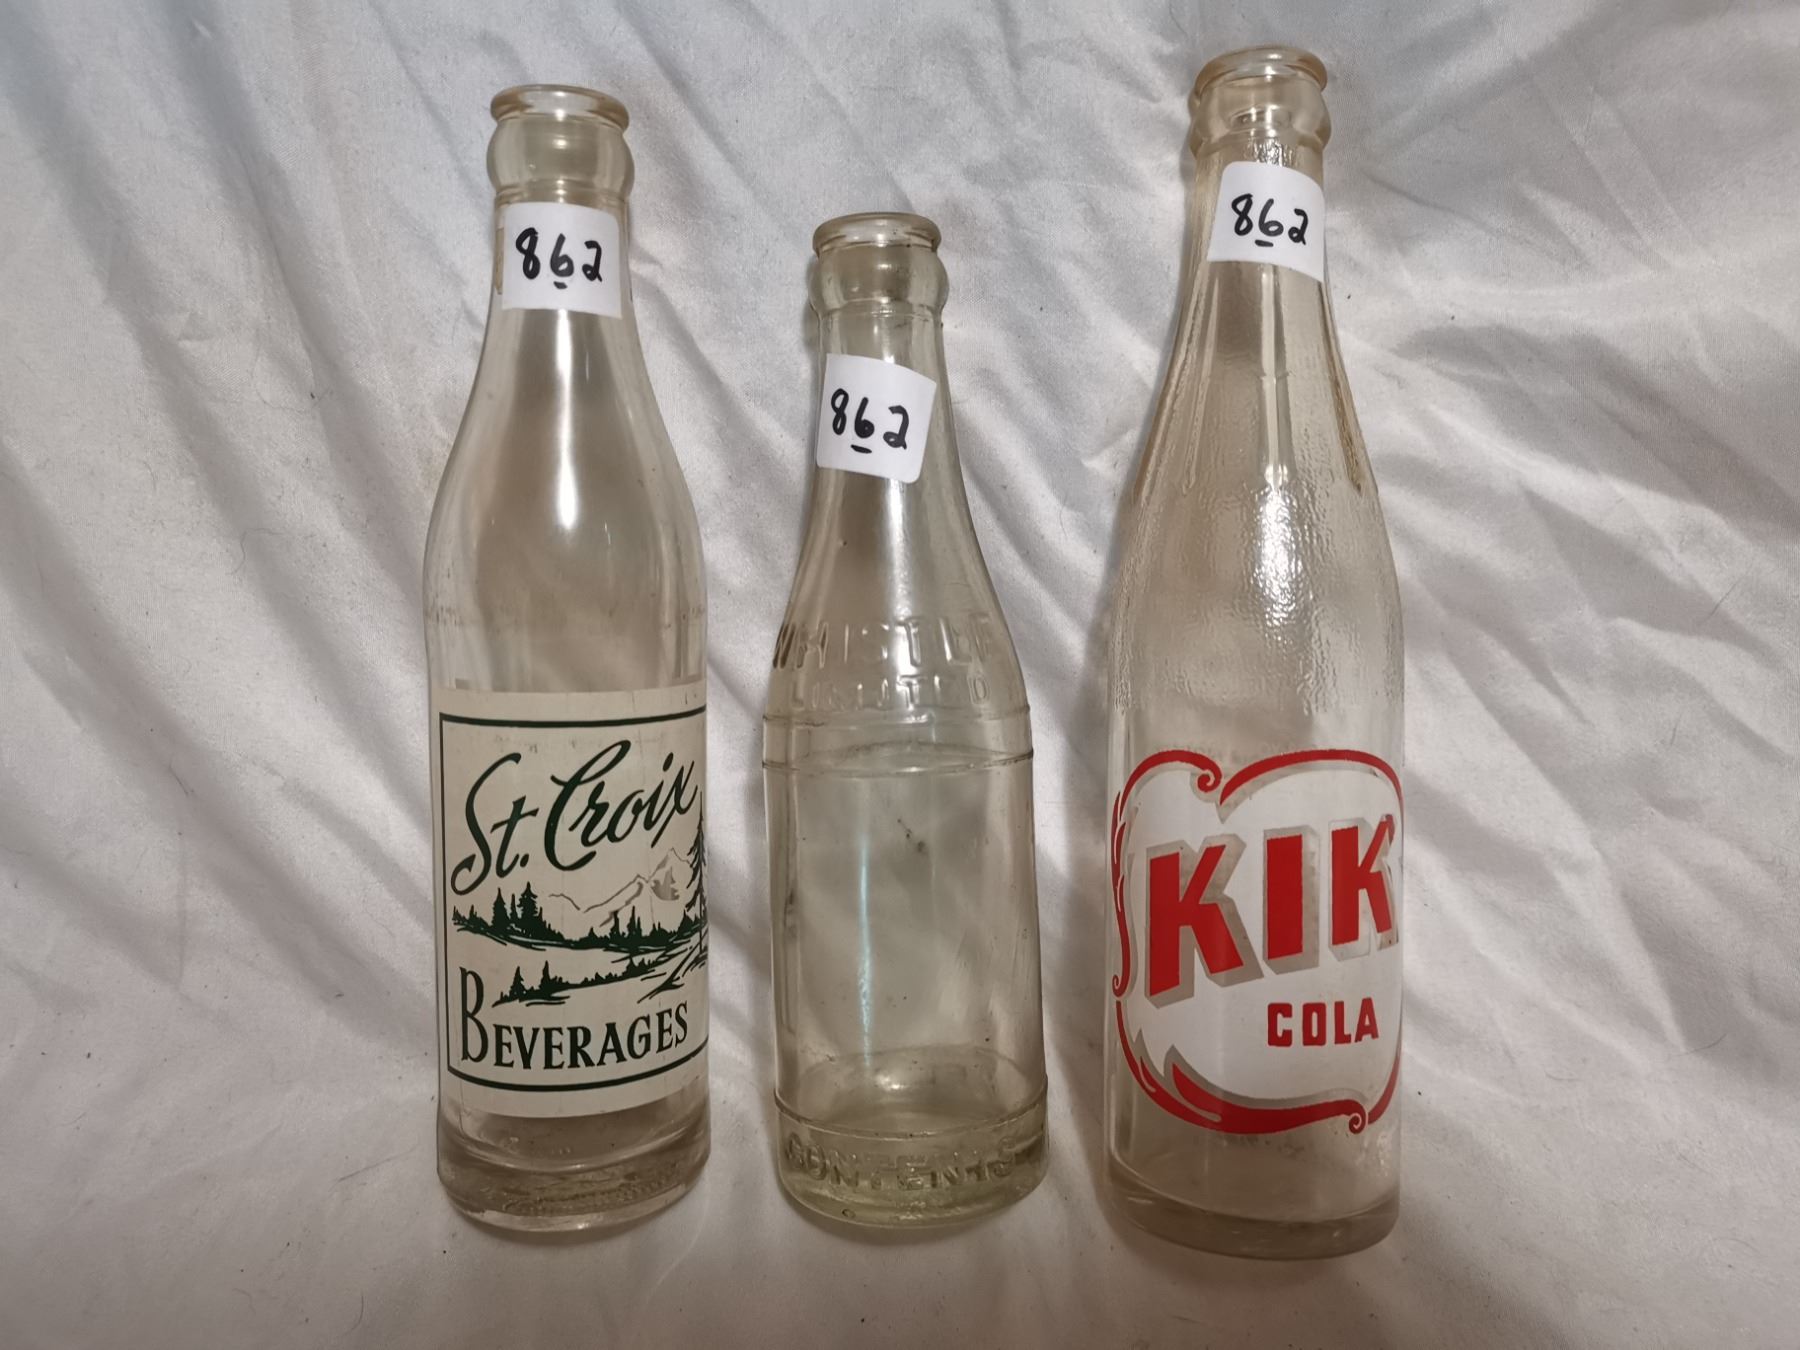 862
St. Croix
BEVERAGES
862
WHISTLE
LIMITED
CONTENTS
862
KIK
COLA